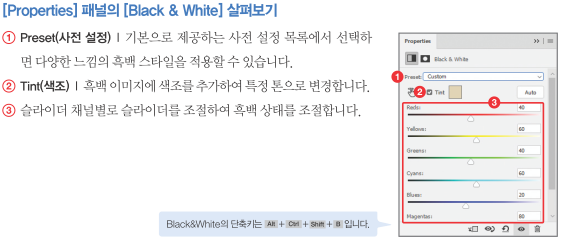 [Properties] 패널의 [Black & White] 살펴보기
① Preset(사전 설정) | 기본으로 제공하는 사전 설정 목록에서 선택하
면 다양한 느낌의 흑백 스타일을 적용할 수 있습니다.
② Tint(색조) | 흑백 이미지에 색조를 추가하여 특정 톤으로 변경합니다.
③ 슬라이더 채널별로 슬라이더를 조절하여 흑백 상태를 조절합니다.
Black&White의 단축키는 Alt + Ctrl + Shift + B 입니다.
Properties
Black & White
1 Preset: Custom
2 Tint Auto
3
Reds: 40
Yellows: 60
Greens: 40
Cyans: 60
Blues: 20
Magentas: 80